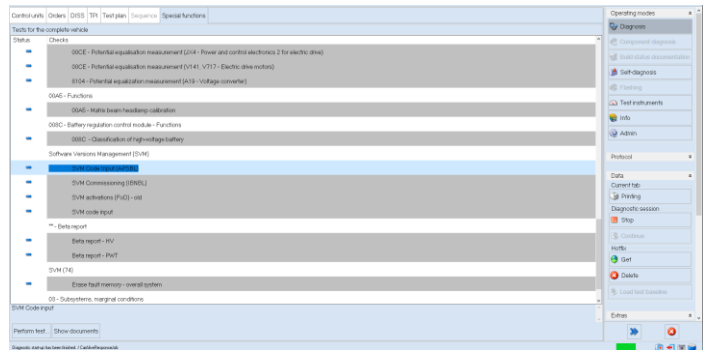 Control units Orders DISS TPI Test plan Sequence Special functions
Tests for the complete vehicle
Status Checks
00CE - Potential equalisation measurement (JX4 - Power and control electronics 2 for electric drive)
00CE - Potential equalisation measurement (V141, V717 - Electric drive motors)
8104 - Potential equalization measurement (A19 - Voltage converter)
00A5 - Functions
00A5 - Matrix beam headlamp calibration
008C - Battery regulation control module - Functions
008C - Classification of high-voltage battery
Software Versions Management (SVM)
SVM Code input (APSBL)
SVM Commissioning (IBNBL)
SVM activations (FoD) - old
SVM code input
** - Beta report
Beta report - HV
Beta report - PWT
SVM (74)
Erase fault memory - overall system
00 - Subsystems, marginal conditions
SVM Code input
Perform test... Show documents
Operating modes
Diagnosis
Component diagnosis
Build status documentation
Self-diagnosis
Flashing
Test instruments
Info
Admin
Protocol
Data
Current tab
Printing
Diagnostic session
Stop
Continue
Hotfix
Get
Delete
Load test bundles
Extras